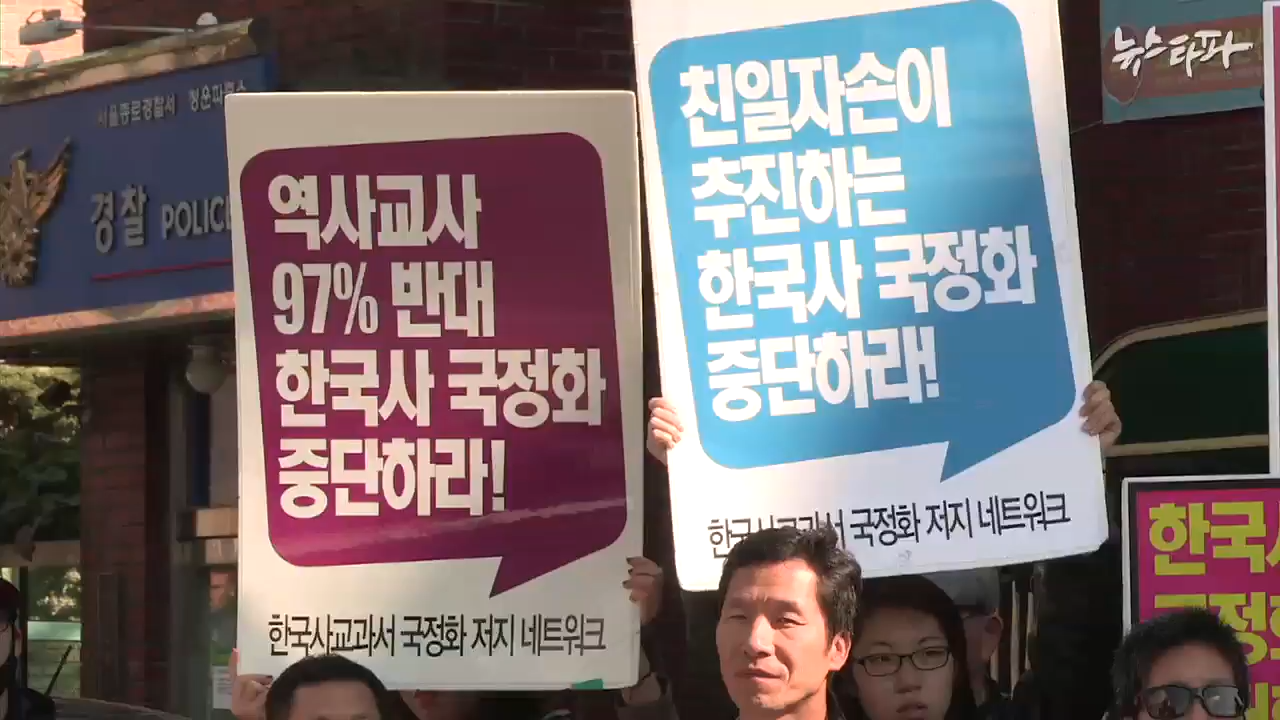 뉴스타파
서울종로경찰서 청운파출소
경찰 POLICE
역사교사
97% 반대
한국사 국정화
중단하라!
한국사교과서 국정화 저지 네트워크
친일자손이
추진하는
한국사 국정화
중단하라!
한국사교과서 국정화 저지 네트워크
한국사